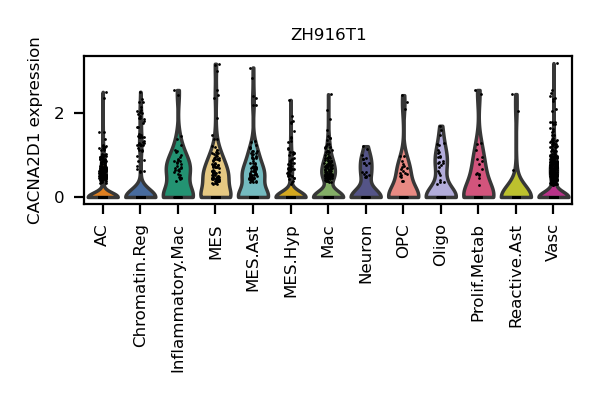 ZH916T1
CACNA2D1 expression
2
0
AC
Chromatin.Reg
Inflammatory.Mac
MES
MES.Ast
MES.Hyp
Mac
Neuron
OPC
Oligo
Prolif.Metab
Reactive.Ast
Vasc